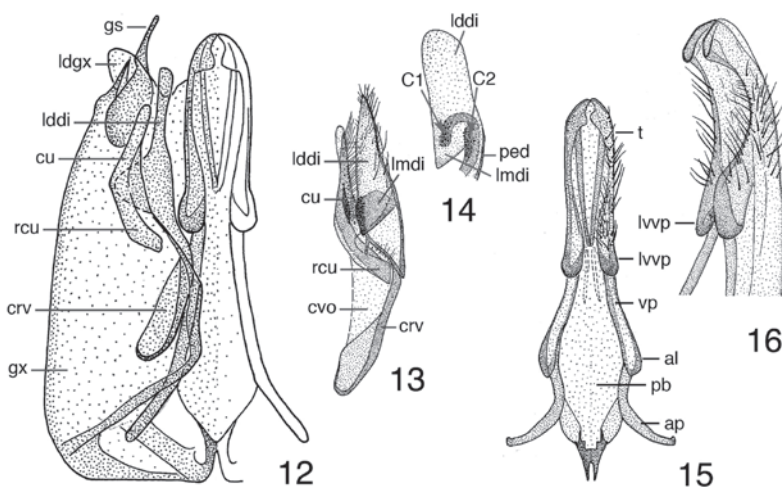 gs
ldgx
lddi
cu
rcu
crv
gx
12
lddi
cu
rcu
cvo
lmdi
crv
13
lddi
C1
C2
ped
lmdi
14
t
lvvp
vp
al
pb
ap
15
lvvp
16